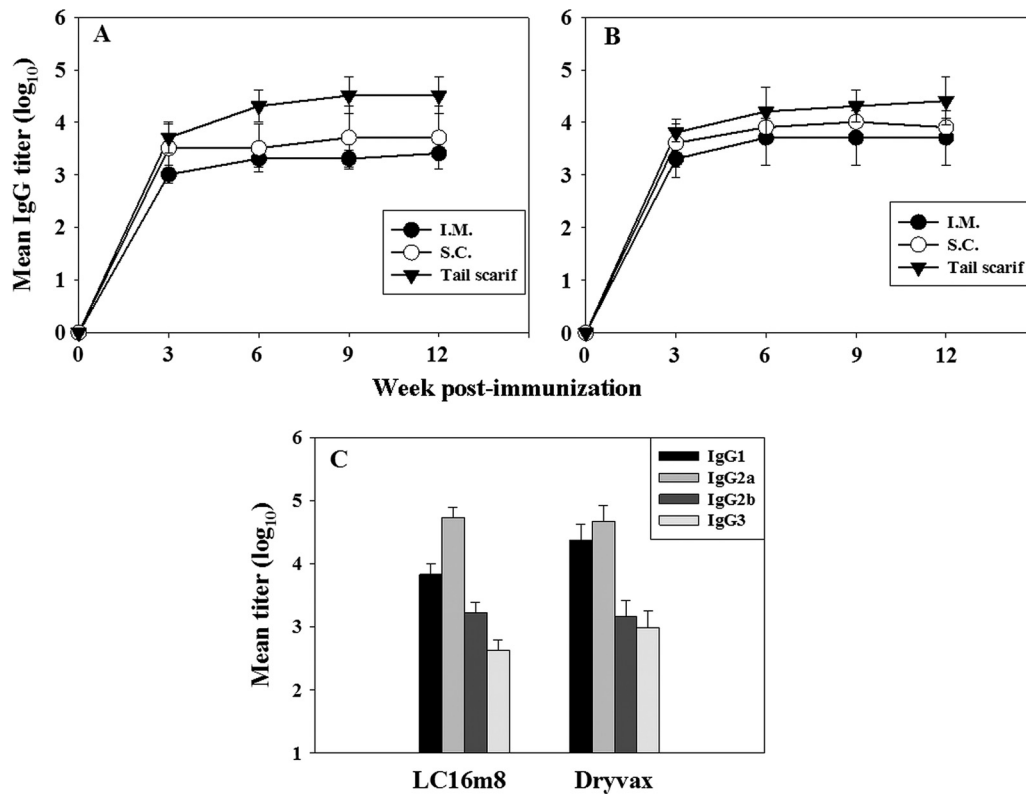 A
Mean IgG titer (log10)
6
5
4
3
2
1
0
0 3 6 9 12
I.M.
S.C.
Tail scarif
B
6
5
4
3
2
1
0
0 3 6 9 12
I.M.
S.C.
Tail scarif
Week post-immunization
C
Mean titer (log10)
6
5
4
3
2
1
IgG1
IgG2a
IgG2b
IgG3
LC16m8 Dryvax